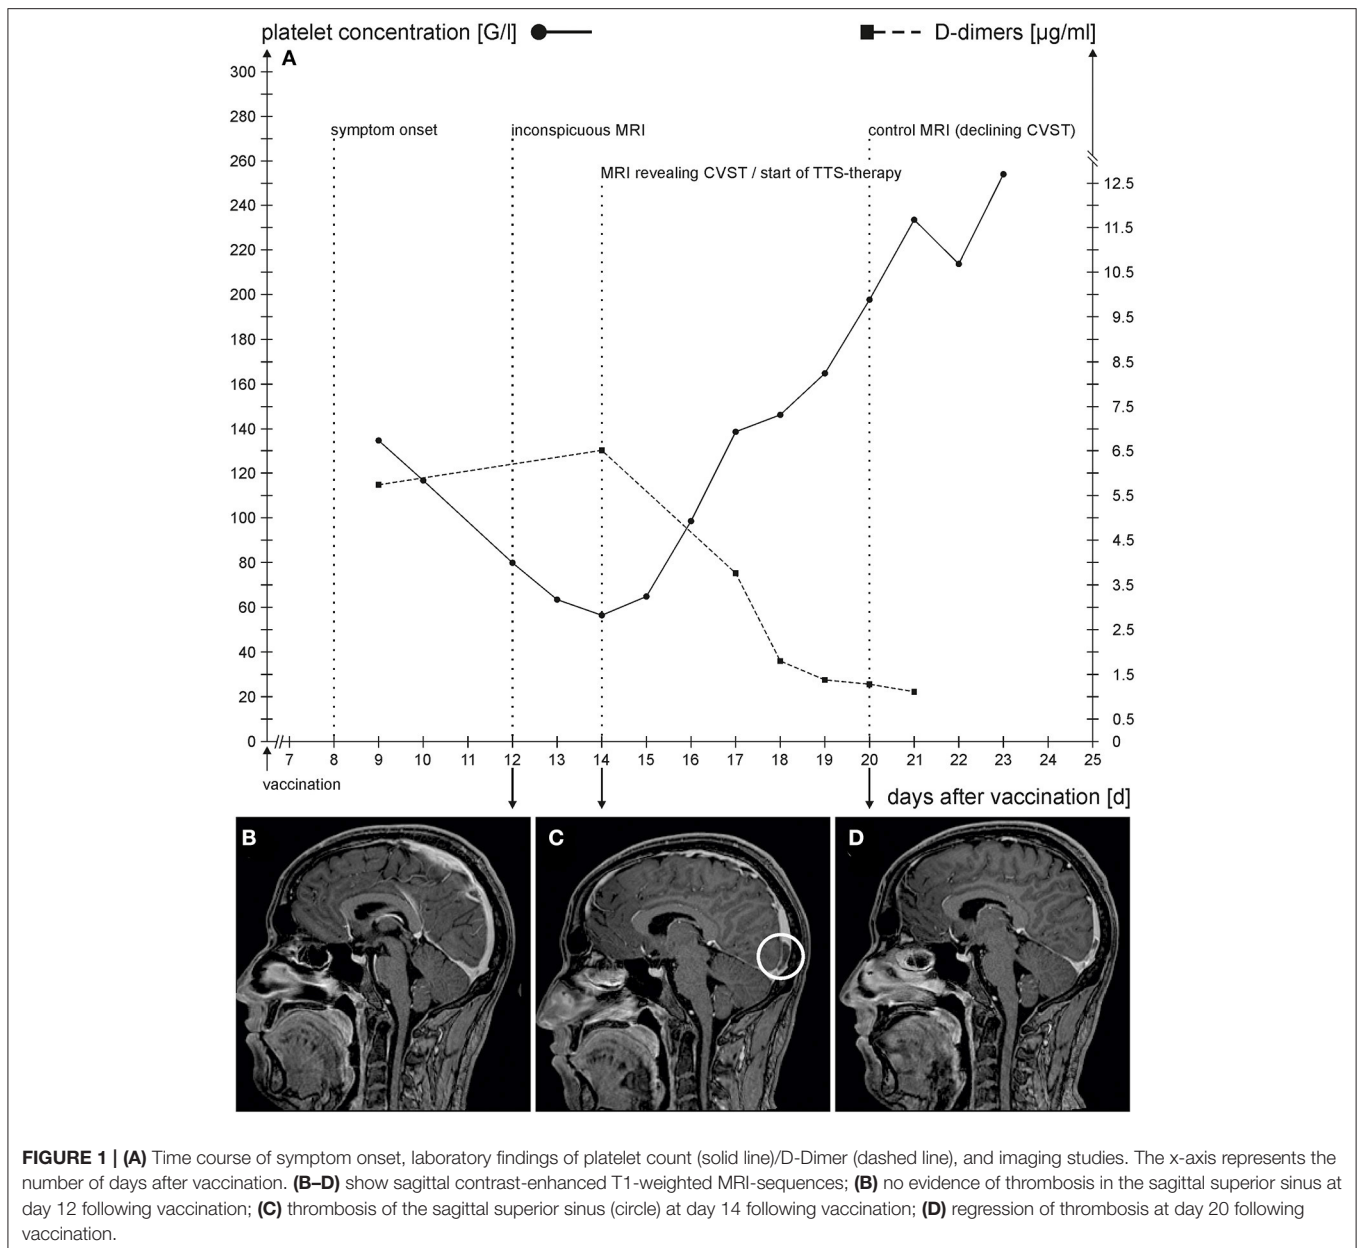 platelet concentration [G/l]
D-dimers [µg/ml]
A
300
280
260
240
220
200
180
160
140
120
100
80
60
40
20
0
symptom onset
inconspicuous MRI
control MRI (declining CVST)
MRI revealing CVST / start of TTS-therapy
12.5
11.5
10.5
9.5
8.5
7.5
6.5
5.5
4.5
3.5
2.5
1.5
0.5
0
7 8 9 10 11 12 13 14 15 16 17 18 19 20 21 22 23 24 25
vaccination
days after vaccination [d]
B
C
D
FIGURE 1 | (A) Time course of symptom onset, laboratory findings of platelet count (solid line)/D-Dimer (dashed line), and imaging studies. The x-axis represents the
number of days after vaccination. (B–D) show sagittal contrast-enhanced T1-weighted MRI-sequences; (B) no evidence of thrombosis in the sagittal superior sinus at
day 12 following vaccination; (C) thrombosis of the sagittal superior sinus (circle) at day 14 following vaccination; (D) regression of thrombosis at day 20 following
vaccination.